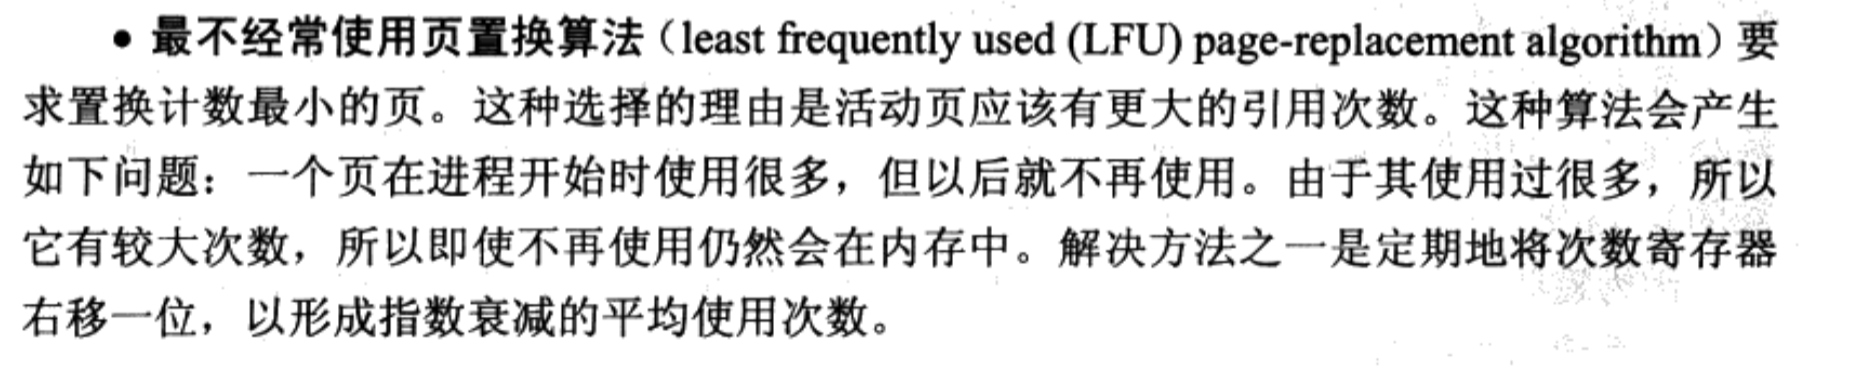 • 最不经常使用页置换算法（least frequently used (LFU) page-replacement algorithm）要
求置换计数最小的页。这种选择的理由是活动页应该有更大的引用次数。这种算法会产生
如下问题：一个页在进程开始时使用很多，但以后就不再使用。由于其使用过很多，所以
它有较大次数，所以即使不再使用仍然会在内存中。解决方法之一是定期地将次数寄存器
右移一位，以形成指数衰减的平均使用次数。